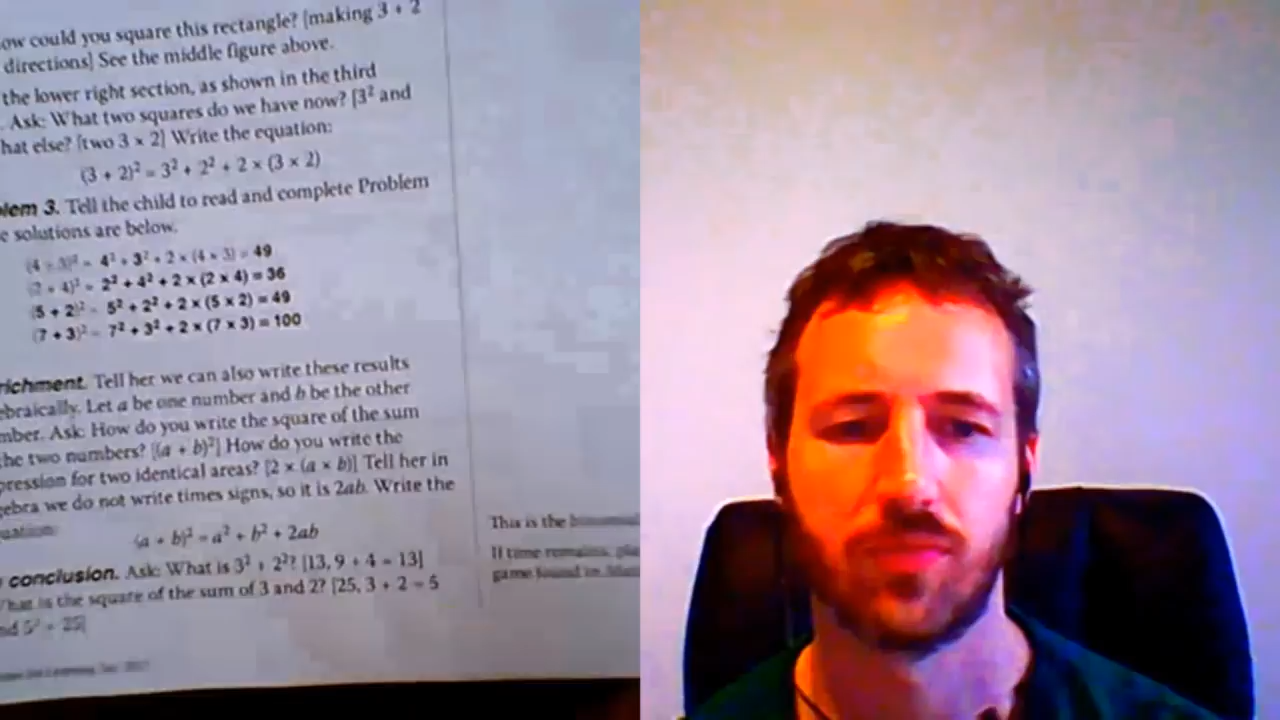 ow could you square this rectangle? [making 3 + 2
directions] See the middle figure above.
the lower right section, as shown in the third
. Ask: What two squares do we have now? [3² and
hat else? [two 3 × 2] Write the equation:
(3 + 2)² = 3² + 2² + 2 × (3 × 2)
lem 3. Tell the child to read and complete Problem
e solutions are below.
(4 + 3)² = 4² + 3² + 2 × (4 × 3) = 49
(2 + 4)² = 2² + 4² + 2 × (2 × 4) = 36
(5 + 2)² = 5² + 2² + 2 × (5 × 2) = 49
(7 + 3)² = 7² + 3² + 2 × (7 × 3) = 100
richment. Tell her we can also write these results
ebraically. Let a be one number and b be the other
mber. Ask: How do you write the square of the sum
he two numbers? [(a + b)²] How do you write the
pression for two identical areas? [2 × (a × b)] Tell her in
gebra we do not write times signs, so it is 2ab. Write the
uation:
(a + b)² = a² + b² + 2ab
conclusion. Ask: What is 3² + 2²? [13, 9 + 4 = 13]
hat is the square of the sum of 3 and 2? [25, 3 + 2 = 5
nd 5² = 25]
This is the
If time remains,
game found in